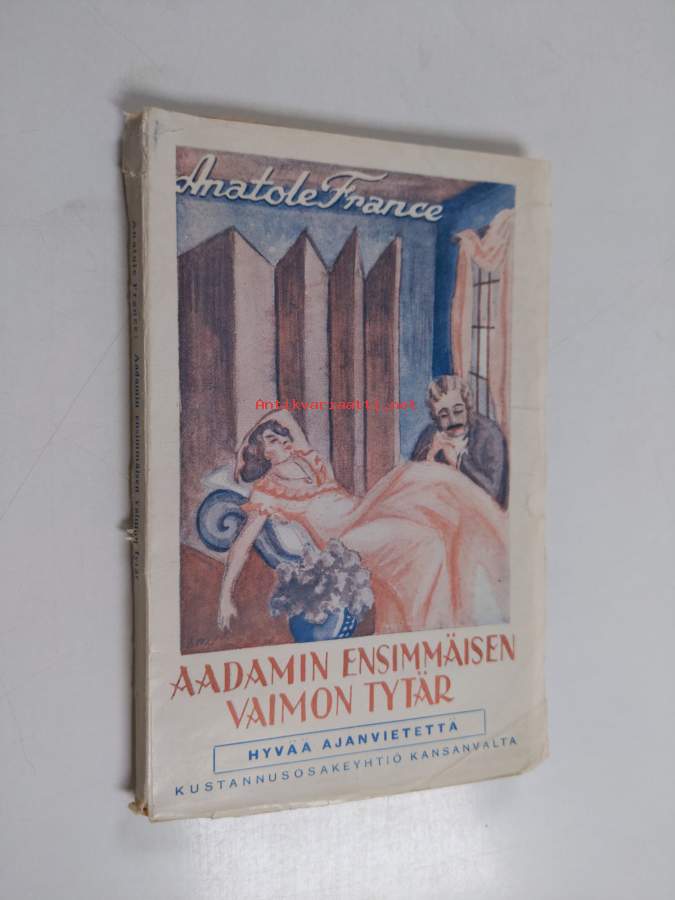 Anatole France
Antikvariaatti.net
AADAMIN ENSIMMÄISEN
VAIMON TYTÄR
HYVÄÄ AJANVIETETTÄ
KUSTANNUSOSAKEYHTIÖ KANSANVALTA
Anatole France: Aadamin ensimmäisen vaimon tytär